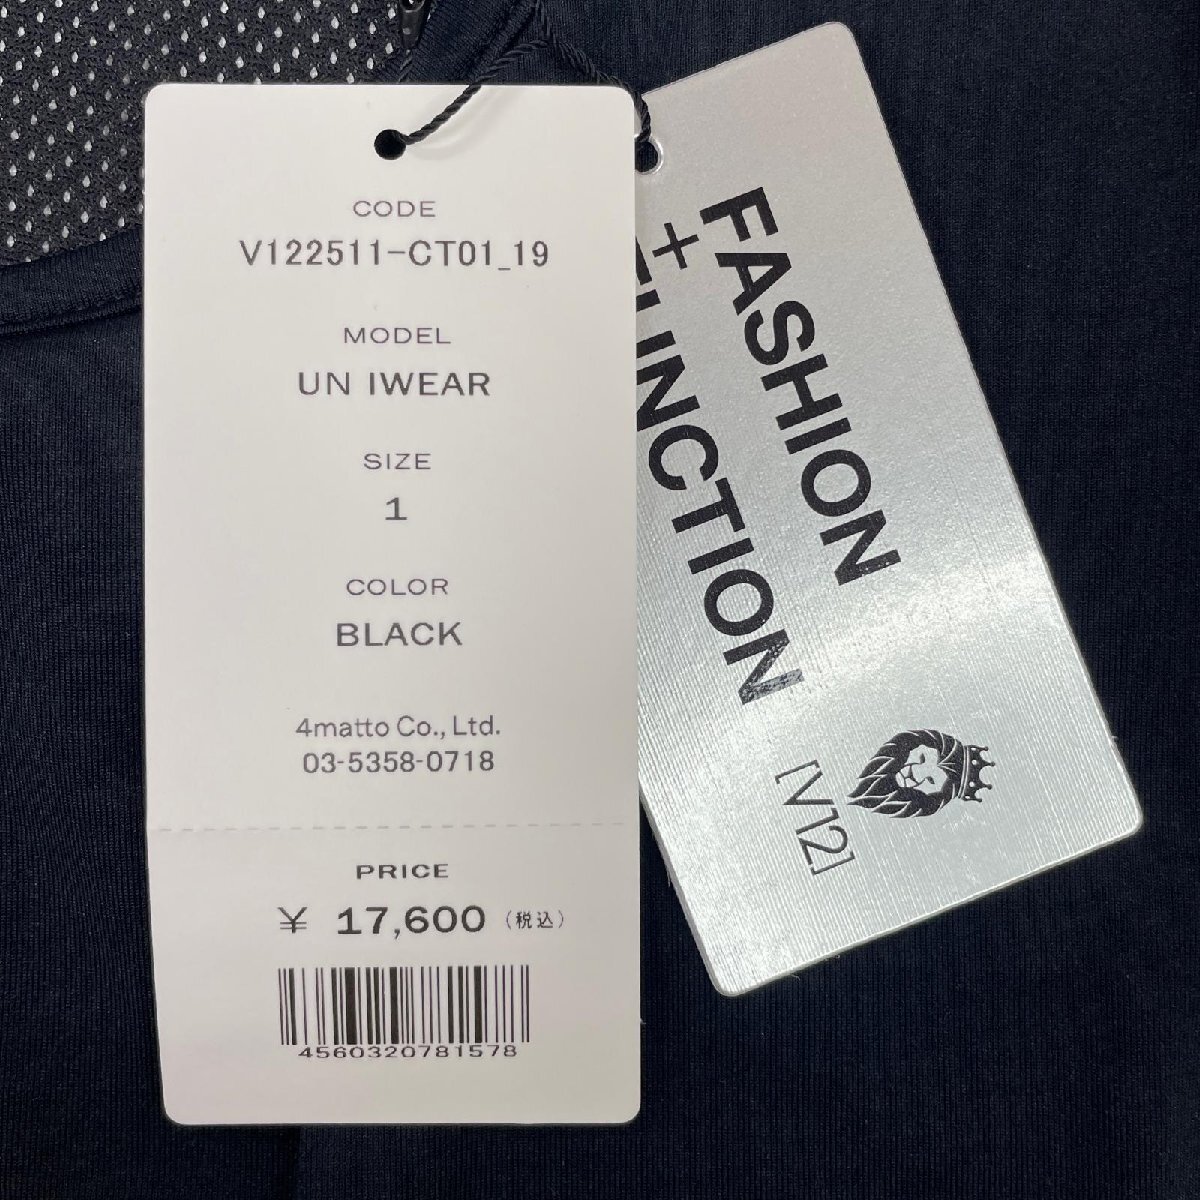 CODE
V122511-CT01_19
MODEL
UN IWEAR
SIZE
1
COLOR
BLACK
4matto Co., Ltd.
03-5358-0718
PRICE
¥ 17,600 (税込)
4560320781578
FASHION
+
FUNCTION
[V12]